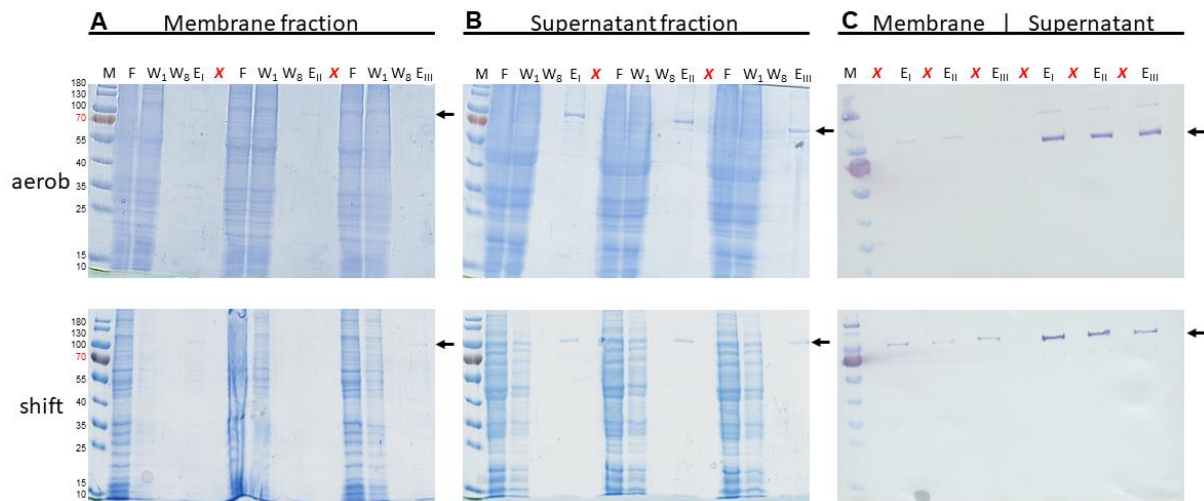 A Membrane fraction
B Supernatant fraction
C Membrane | Supernatant
M F W1 W8 EI X F W1 W8 EII X F W1 W8 EIII
M F W1 W8 EI X F W1 W8 EII X F W1 W8 EIII
M X EI X EII X EIII X EI X EII X EIII
aerob
180
130
100
70
55
40
35
25
15
10
shift
180
130
100
70
55
40
35
25
15
10